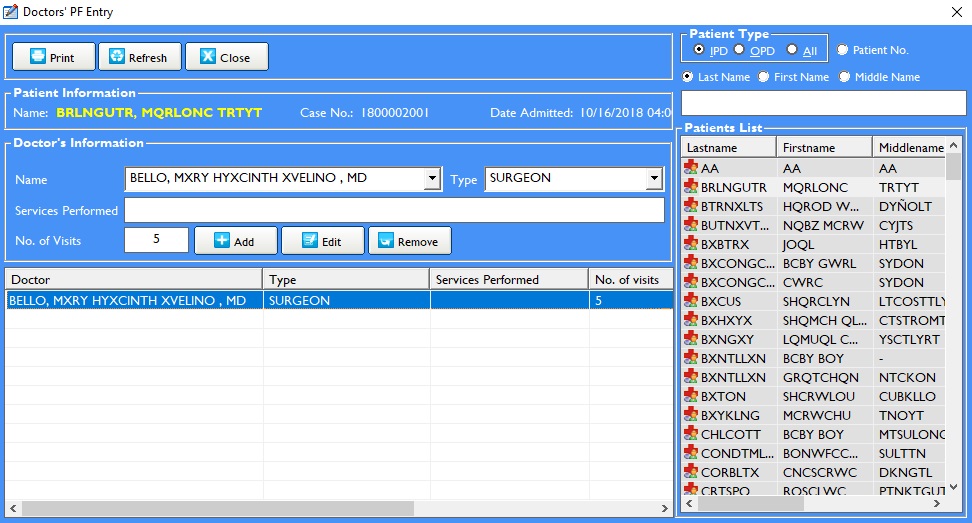 Doctors' PF Entry
Print Refresh Close
Patient Information
Name: BRLNGUTR, MQRLONC TRTYT Case No.: 1800002001 Date Admitted: 10/16/2018 04:0
Doctor's Information
Name BELLO, MXRY HYXCINTH XVELINO , MD Type SURGEON
Services Performed
No. of Visits 5 Add Edit Remove
Doctor Type Services Performed No. of visits
BELLO, MXRY HYXCINTH XVELINO , MD SURGEON 5
Patient Type
IPD OPD All Patient No.
Last Name First Name Middle Name
Patients List
Lastname Firstname Middlename
AA AA AA
BRLNGUTR MQRLONC TRTYT
BTRNXLTS HQROD W... DYÑOLT
BUTNXVT... NQBZ MCRW CYJTS
BXBTRX JOQL HTBYL
BXCONGC... BCBY GWRL SYDON
BXCONGC... CWRC SYDON
BXCUS SHQRCLYN LTCOSTTLY
BXHXYX SHQMCH QL... CTSTROMT
BXNGXY LQMUQL C... YSCTLYRT
BXNTLLXN BCBY BOY -
BXNTLLXN GRQTCHQN NTCKON
BXTON SHCRWLOU CUBKLLO
BXYKLNG MCRWCHU TNOYT
CHLCOTT BCBY BOY MTSULONG
CONDTML... BONWFCC... SULTTN
CORBLTX CNCSCRWC DKNGTL
CRTSPO ROSCLWC PTNKTGUT